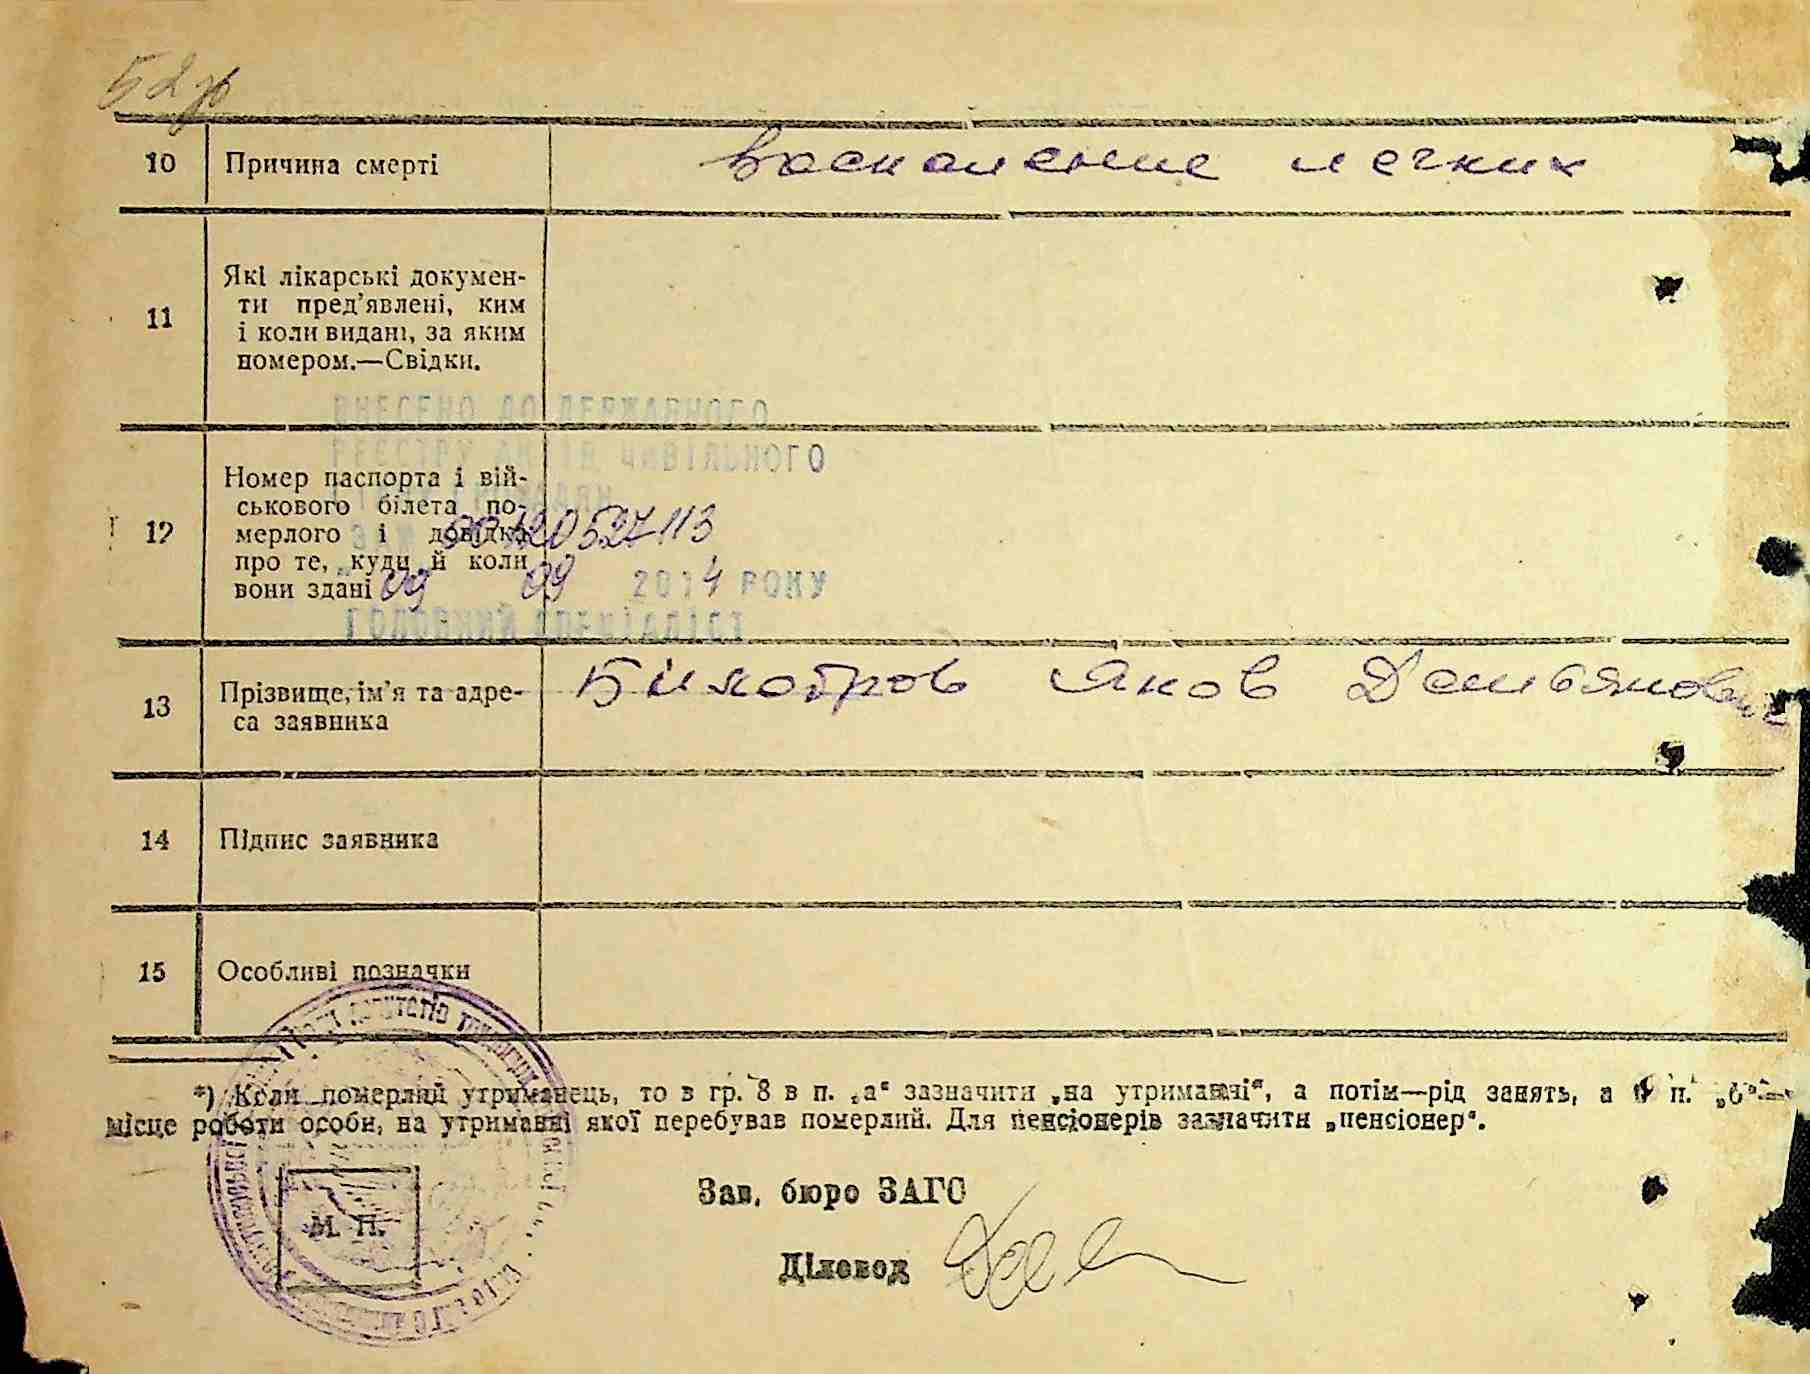 10 Причина смерті воспаление легких
11 Які лікарські докумен-
ти пред’явлені, ким
і коли видані, за яким
номером.—Свідки.
ВНЕСЕНО ДО ДЕРЖАВНОГО
РЕЄСТРУ АКТІВ ЦИВІЛЬНОГО
12 Номер паспорта і вій-
ськового білета по-
мерлого і довідка
про те, куди й коли
вони здані
09 09 2014 РОКУ
ГОЛОВНИЙ СПЕЦІАЛІСТ
13 Прізвище, ім’я та адре-
са заявника
Яков Демьянович
14 Підпис заявника
15 Особливі позначки
*) Коли померлий утриманець, то в гр. 8 в п. „а“ зазначити „на утриманні“, а потім—рід занять, а в п. „б“—
місце роботи особи, на утриманні якої перебував померлий. Для пенсіонерів зазначити „пенсіонер“.
Зав. бюро ЗАГС
М. П.
Діловод